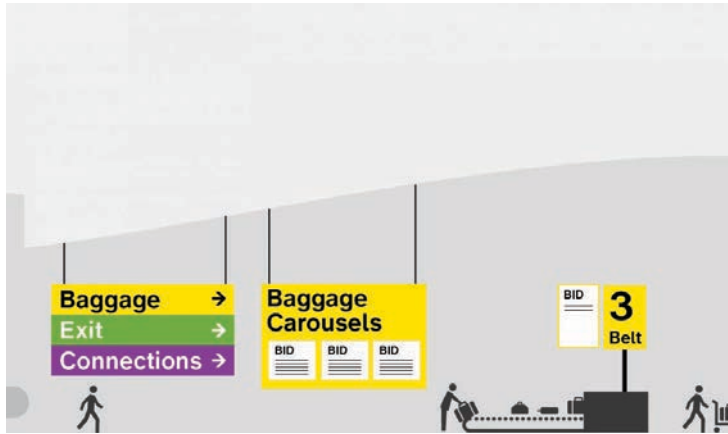 Baggage →
Exit →
Connections →
Baggage
Carousels
BID BID BID
BID
3
Belt